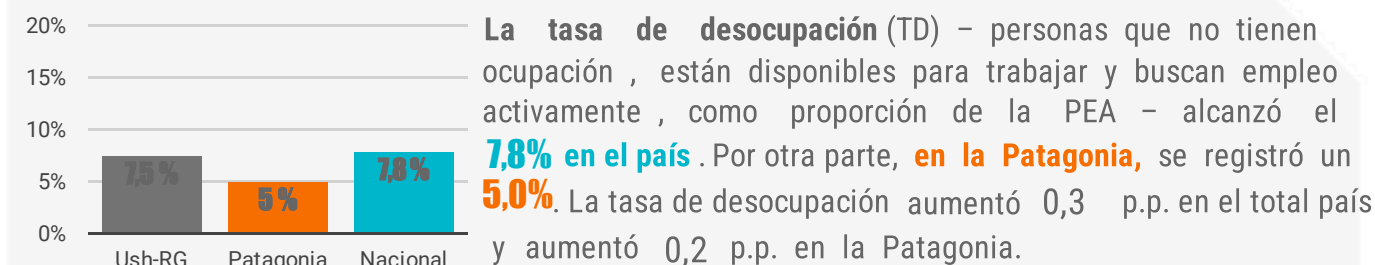 20%
15%
10%
5%
0%
7,5 %
5 %
7,8 %
Ush-RG Patagonia Nacional
La tasa de desocupación (TD) – personas que no tienen
ocupación , están disponibles para trabajar y buscan empleo
activamente , como proporción de la PEA – alcanzó el
7,8% en el país . Por otra parte, en la Patagonia, se registró un
5,0%. La tasa de desocupación aumentó 0,3 p.p. en el total país
y aumentó 0,2 p.p. en la Patagonia.